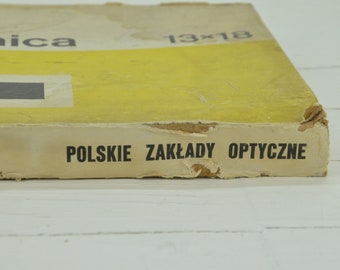 nica 13×18
POLSKIE ZAKŁADY OPTYCZNE